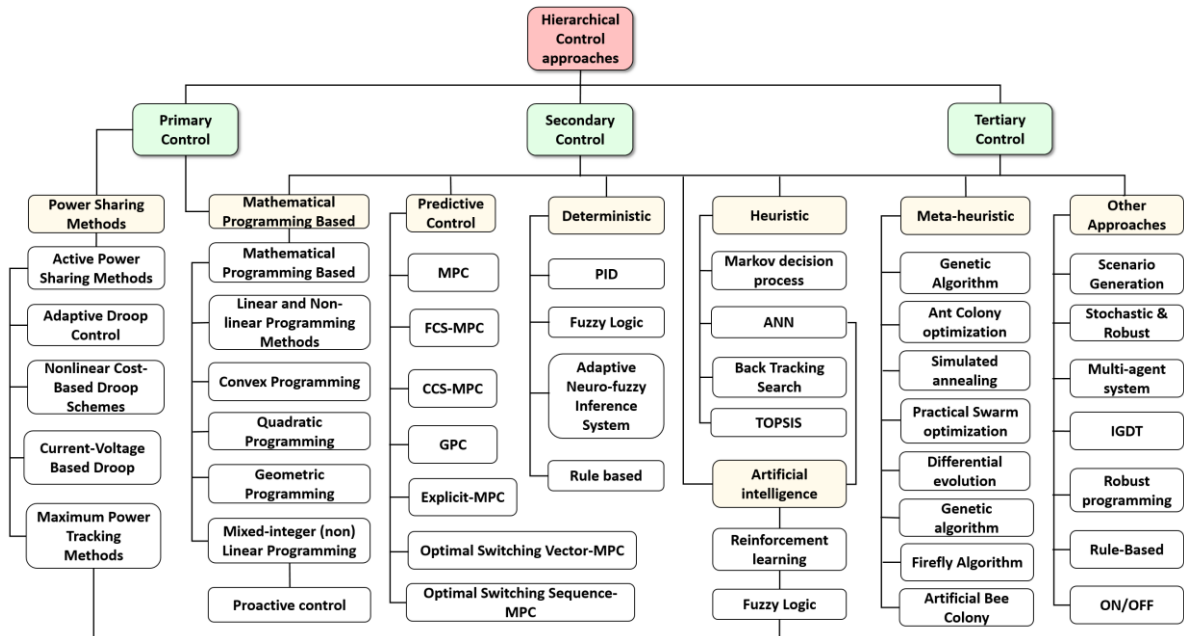 Hierarchical
Control
approaches
Primary
Control
Secondary
Control
Tertiary
Control
Power Sharing
Methods
Active Power
Sharing Methods
Adaptive Droop
Control
Nonlinear Cost-
Based Droop
Schemes
Current-Voltage
Based Droop
Maximum Power
Tracking
Methods
Mathematical
Programming Based
Mathematical
Programming Based
Linear and Non-
linear Programming
Methods
Convex Programming
Quadratic
Programming
Geometric
Programming
Mixed-integer (non)
Linear Programming
Proactive control
Predictive
Control
MPC
FCS-MPC
CCS-MPC
GPC
Explicit-MPC
Optimal Switching Vector-MPC
Optimal Switching Sequence-
MPC
Deterministic
PID
Fuzzy Logic
Adaptive
Neuro-fuzzy
Inference
System
Rule based
Heuristic
Markov decision
process
ANN
Back Tracking
Search
TOPSIS
Artificial
intelligence
Reinforcement
learning
Fuzzy Logic
Meta-heuristic
Genetic
Algorithm
Ant Colony
optimization
Simulated
annealing
Practical Swarm
optimization
Differential
evolution
Genetic
algorithm
Firefly Algorithm
Artificial Bee
Colony
Other
Approaches
Scenario
Generation
Stochastic & 
Robust
Multi-agent
system
IGDT
Robust
programming
Rule-Based
ON/OFF